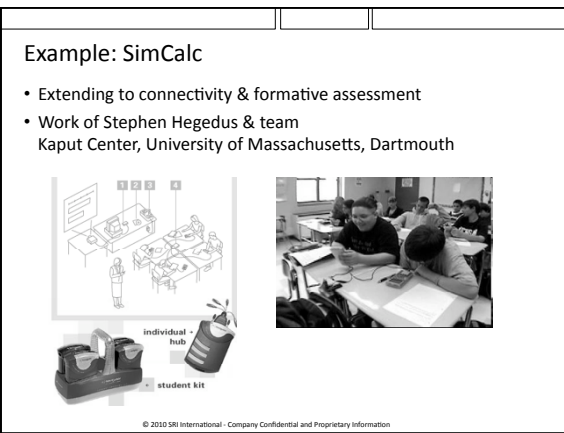 Example: SimCalc
• Extending to connectivity & formative assessment
• Work of Stephen Hegedus & team
Kaput Center, University of Massachusetts, Dartmouth
1 2 3 4
individual
hub
student kit
© 2010 SRI International - Company Confidential and Proprietary Information